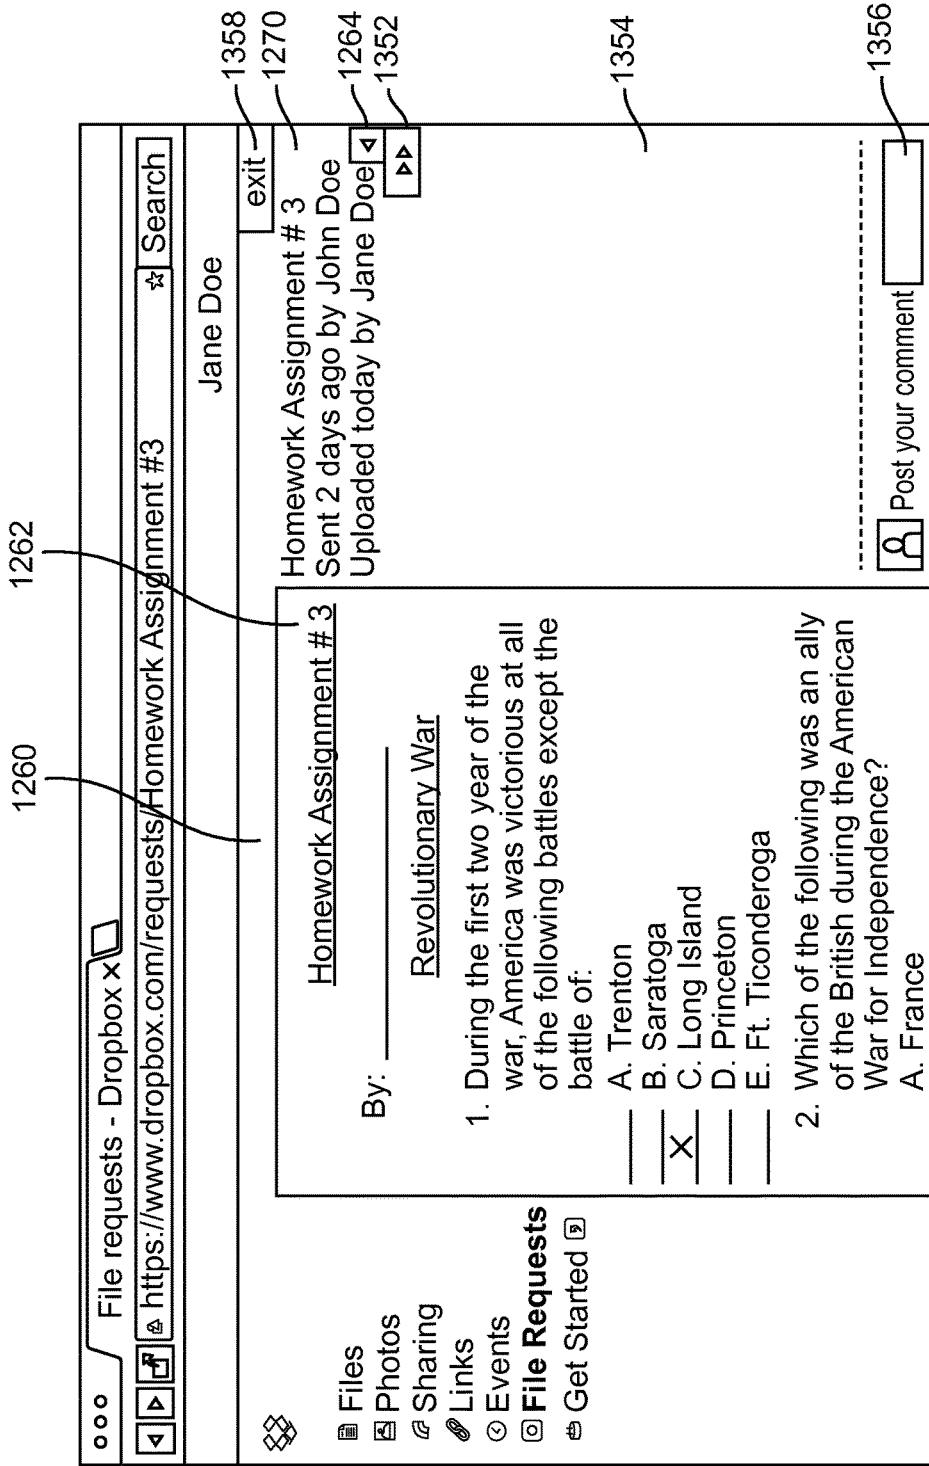 File requests - Dropbox X
https://www.dropbox.com/requests/Homework Assignment #3
Search
Jane Doe
exit
Files
Photos
Sharing
Links
Events
File Requests
Get Started
Homework Assignment # 3
By:
Revolutionary War
1. During the first two year of the
war, America was victorious at all
of the following battles except the
battle of:
A. Trenton
B. Saratoga
X C. Long Island
D. Princeton
E. Ft. Ticonderoga
2. Which of the following was an ally
of the British during the American
War for Independence?
A. France
Homework Assignment # 3
Sent 2 days ago by John Doe
Uploaded today by Jane Doe
Post your comment
1260
1262
1358
1270
1264
1352
1354
1356